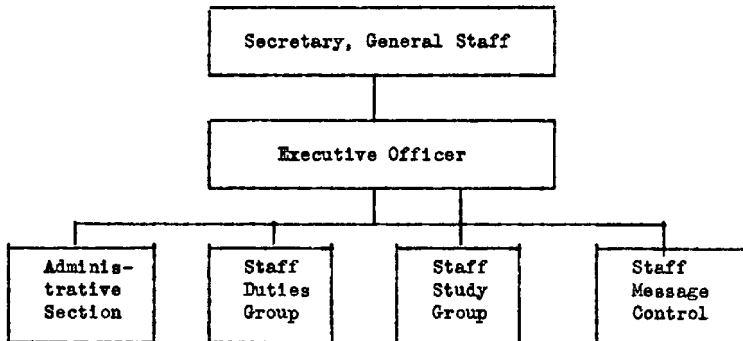 Secretary, General Staff
Executive Officer
Adminis-
trative
Section
Staff
Duties
Group
Staff
Study
Group
Staff
Message
Control